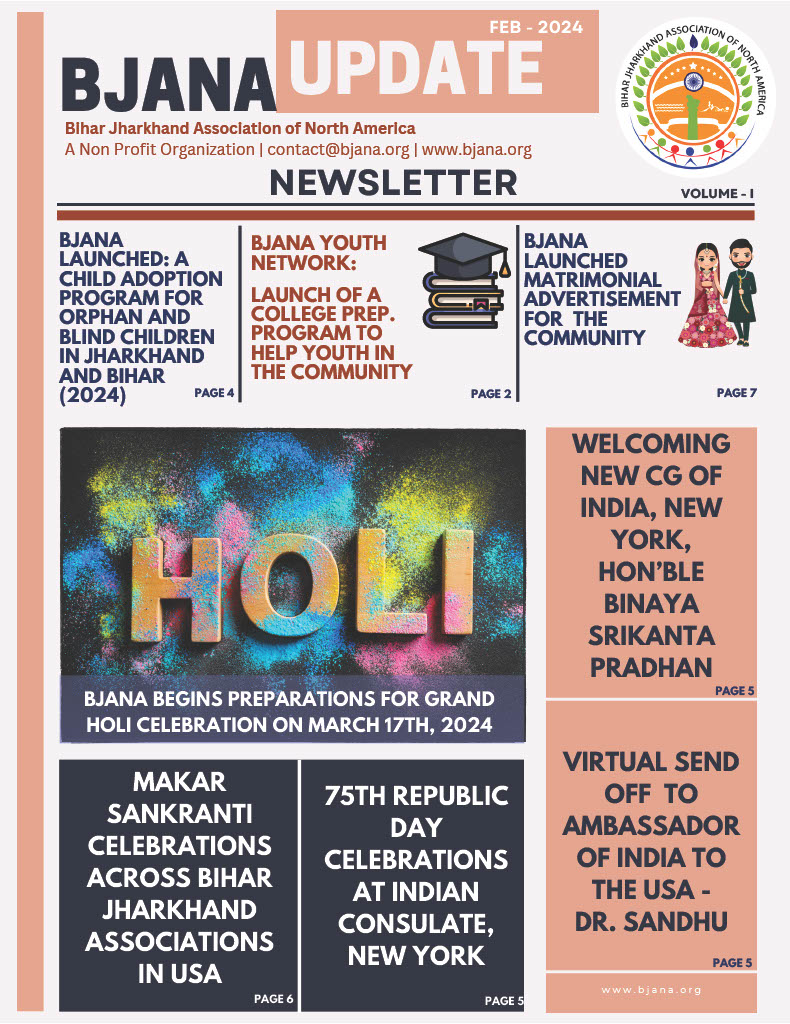 FEB - 2024
BJANA UPDATE
BIhar Jharkhand Association of North America
A Non Profit Organization | contact@bjana.org | www.bjana.org
BIHAR JHARKHAND ASSOCIATION OF NORTH AMERICA
NEWSLETTER
VOLUME - I
BJANA
LAUNCHED: A
CHILD ADOPTION
PROGRAM FOR
ORPHAN AND
BLIND CHILDREN
IN JHARKHAND
AND BIHAR
(2024)
PAGE 4
BJANA YOUTH
NETWORK:
LAUNCH OF A
COLLEGE PREP.
PROGRAM TO
HELP YOUTH IN
THE COMMUNITY
PAGE 2
BJANA
LAUNCHED
MATRIMONIAL
ADVERTISEMENT
FOR THE
COMMUNITY
PAGE 7
HOLI
BJANA BEGINS PREPARATIONS FOR GRAND
HOLI CELEBRATION ON MARCH 17TH, 2024
WELCOMING
NEW CG OF
INDIA, NEW
YORK,
HON'BLE
BINAYA
SRIKANTA
PRADHAN
PAGE 5
MAKAR
SANKRANTI
CELEBRATIONS
ACROSS BIHAR
JHARKHAND
ASSOCIATIONS
IN USA
PAGE 6
75TH REPUBLIC
DAY
CELEBRATIONS
AT INDIAN
CONSULATE,
NEW YORK
PAGE 5
VIRTUAL SEND
OFF TO
AMBASSADOR
OF INDIA TO
THE USA -
DR. SANDHU
PAGE 5
www.bjana.org